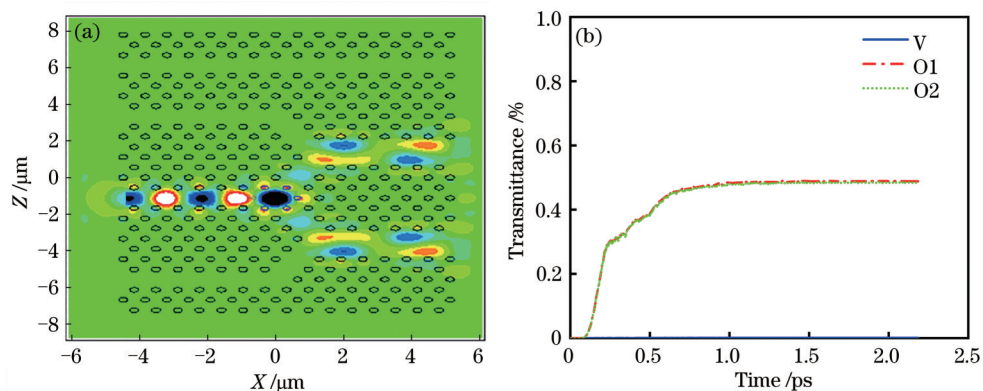 (a)
8
6
4
2
0
−2
−4
−6
−8
Z /μm
−6 −4 −2 0 2 4 6
X /μm
(b)
V
O1
O2
1.0
0.8
0.6
0.4
0.2
0
Transmittance /%
0 0.5 1.0 1.5 2.0 2.5
Time /ps